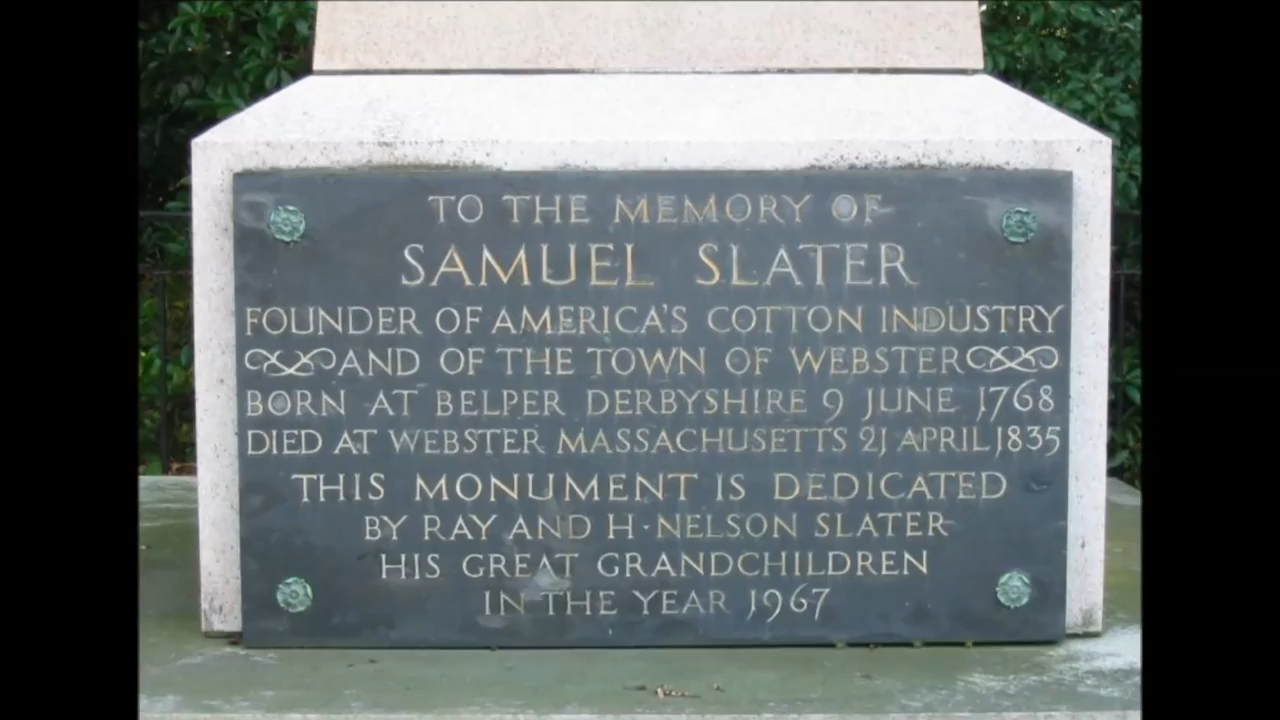 TO THE MEMORY OF
SAMUEL SLATER
FOUNDER OF AMERICA'S COTTON INDUSTRY
AND OF THE TOWN OF WEBSTER
BORN AT BELPER DERBYSHIRE 9 JUNE 1768
DIED AT WEBSTER MASSACHUSETTS 21 APRIL 1835
THIS MONUMENT IS DEDICATED
BY RAY AND H·NELSON SLATER
HIS GREAT GRANDCHILDREN
IN THE YEAR 1967